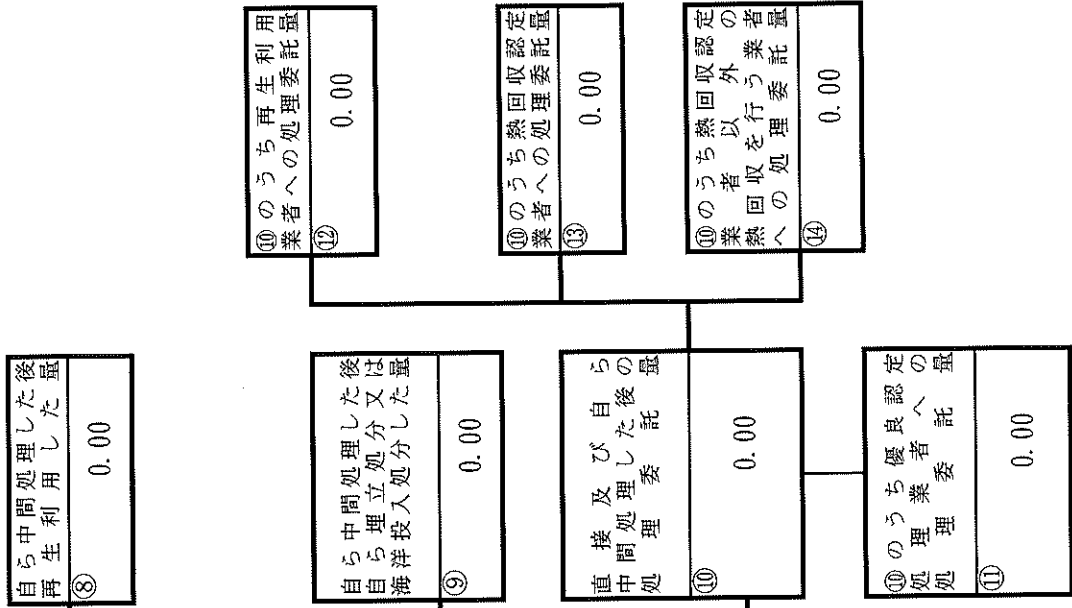 自ら中間処理した後
再生利用した量
⑧
0.00
自ら中間処理した後
自ら埋立処分又は
海洋投入処分した量
⑨
0.00
直接及び自ら
中間処理した後の
処理委託量
⑩
0.00
⑩のうち優良認定
処理業者への
処理委託量
⑪
0.00
⑩のうち再生利用
業者への処理委託量
⑫
0.00
⑩のうち熱回収認定
業者への処理委託量
⑬
0.00
⑩のうち熱回収認定
業者以外の
熱回収を行う業者
への処理委託量
⑭
0.00